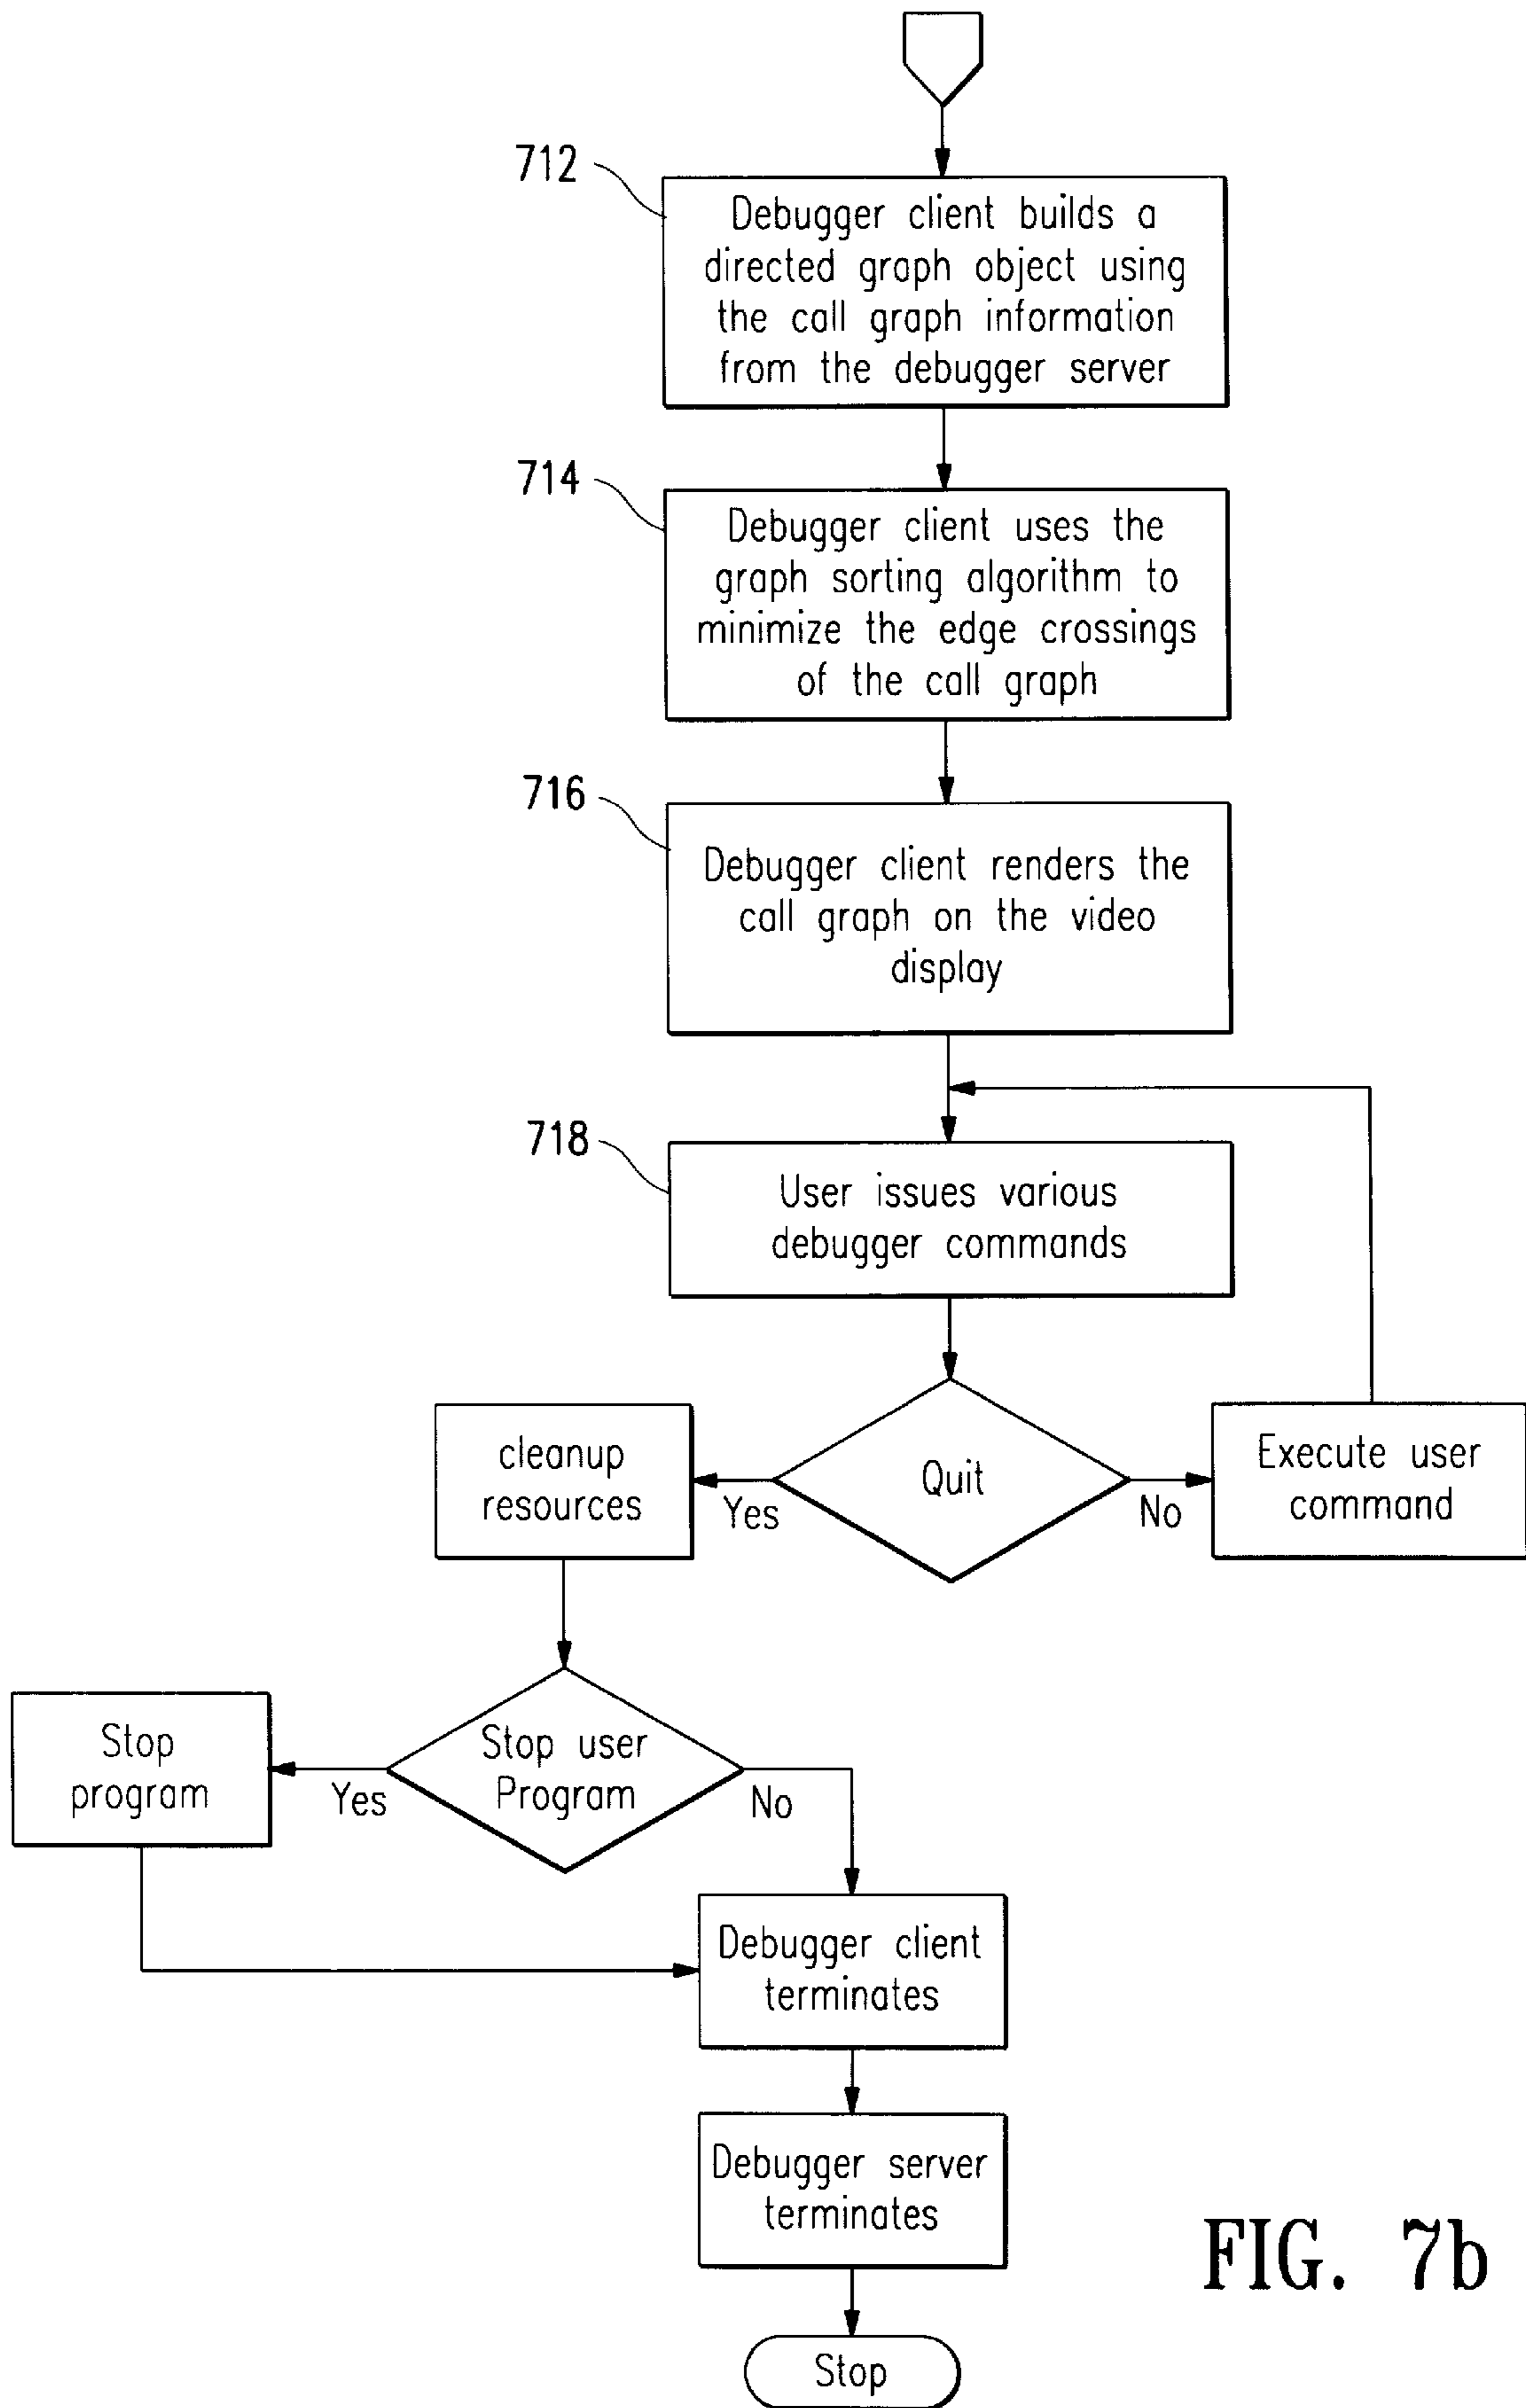 712
Debugger client builds a
directed graph object using
the call graph information
from the debugger server
714
Debugger client uses the
graph sorting algorithm to
minimize the edge crossings
of the call graph
716
Debugger client renders the
call graph on the video
display
718
User issues various
debugger commands
cleanup
resources
Yes
Quit
No
Execute user
command
Stop
program
Yes
Stop user
Program
No
Debugger client
terminates
Debugger server
terminates
Stop
FIG. 7b